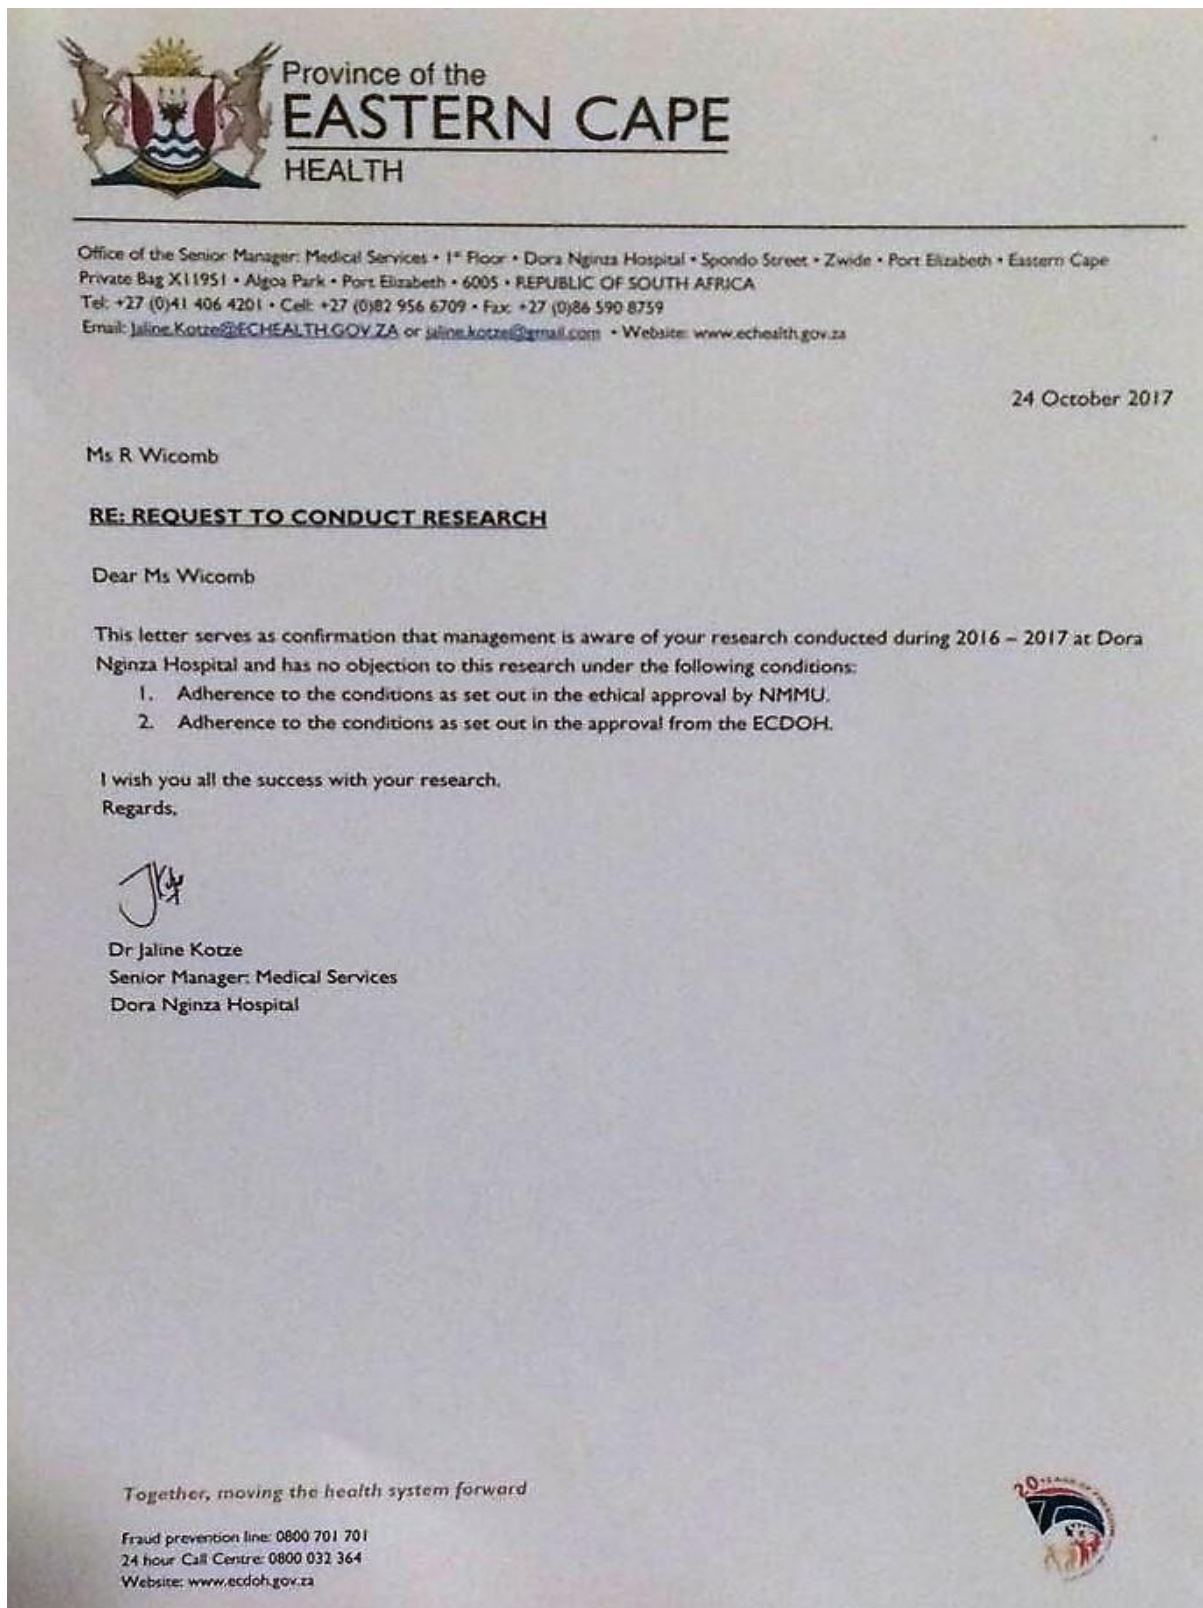 Province of the
EASTERN CAPE
HEALTH
Office of the Senior Manager: Medical Services • 1st Floor • Dora Nginza Hospital • Spondo Street • Zwide • Port Elizabeth • Eastern Cape
Private Bag X11951 • Algoa Park • Port Elizabeth • 6005 • REPUBLIC OF SOUTH AFRICA
Tel: +27 (0)41 406 4201 • Cell: +27 (0)82 956 6709 • Fax: +27 (0)86 590 8759
Email: Jaline.Kotze@ECHEALTH.GOV.ZA or jaline.kotze@gmail.com • Website: www.echealth.gov.za
24 October 2017
Ms R Wicomb
RE: REQUEST TO CONDUCT RESEARCH
Dear Ms Wicomb
This letter serves as confirmation that management is aware of your research conducted during 2016 – 2017 at Dora
Nginza Hospital and has no objection to this research under the following conditions:
1. Adherence to the conditions as set out in the ethical approval by NMMU.
2. Adherence to the conditions as set out in the approval from the ECDOH.
I wish you all the success with your research.
Regards,
Dr Jaline Kotze
Senior Manager: Medical Services
Dora Nginza Hospital
Together, moving the health system forward
Fraud prevention line: 0800 701 701
24 hour Call Centre: 0800 032 364
Website: www.ecdoh.gov.za
20 YEARS OF FREEDOM